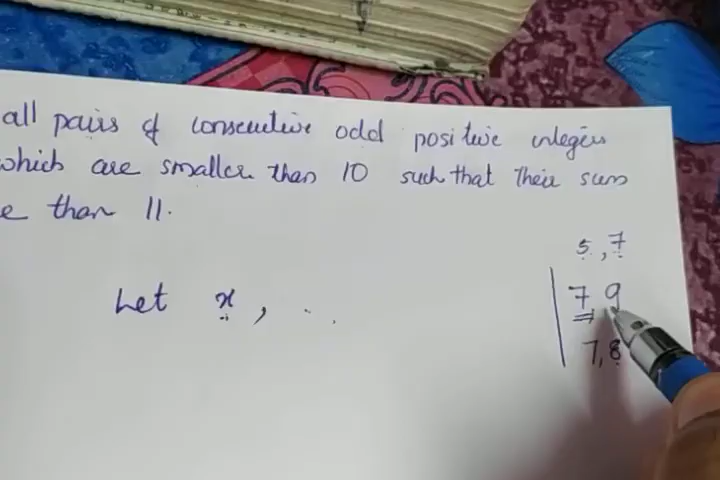 all pairs of consecutive odd positive integers
which are smaller than 10 such that Their sum
e than 11.
5, 7
Let x, ..
7 9
7, 8